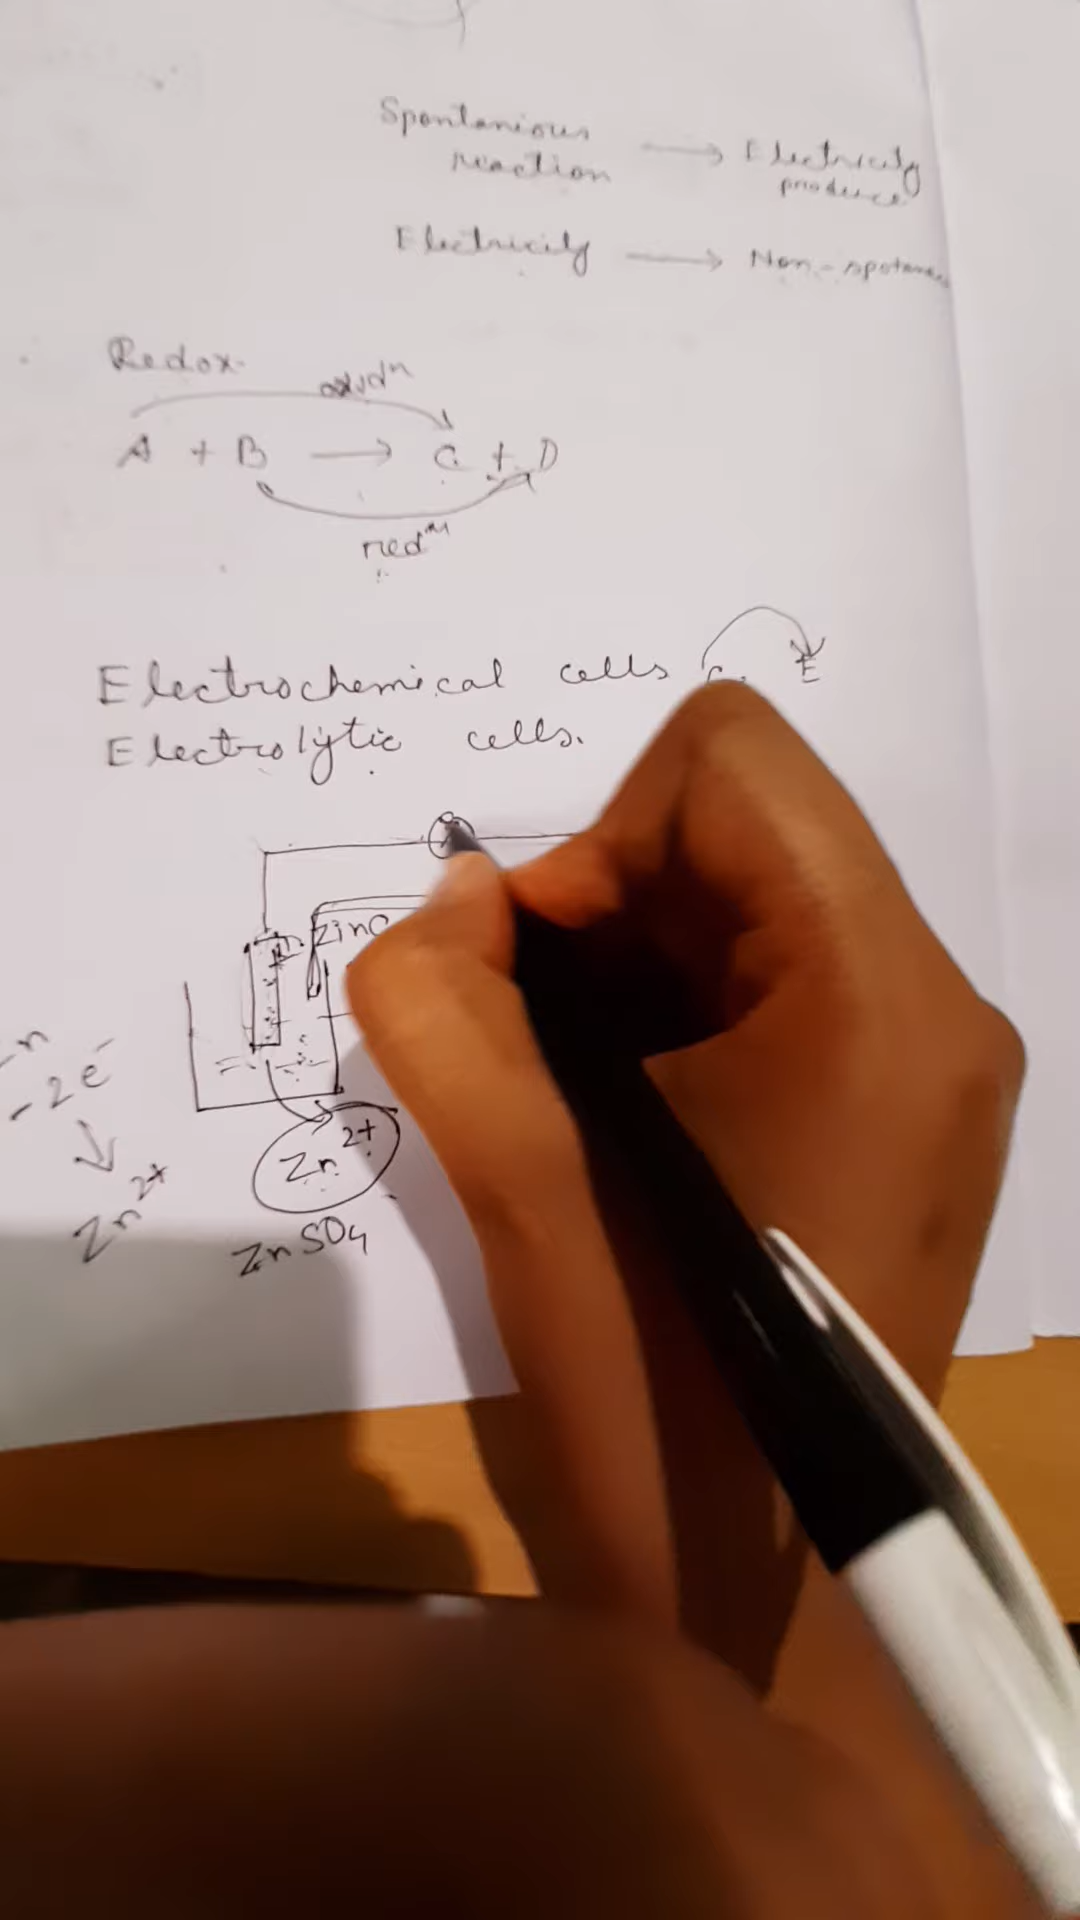 Spontanious
reaction → Electricity
produce
Electricity → Non-spotane
Redox.
oxidⁿ
A + B → C + D
redⁿ
Electrochemical cells C. E
Electrolytic cells.
Zinc
- 2e⁻
Zn²⁺
Zn²⁺
ZnSO₄